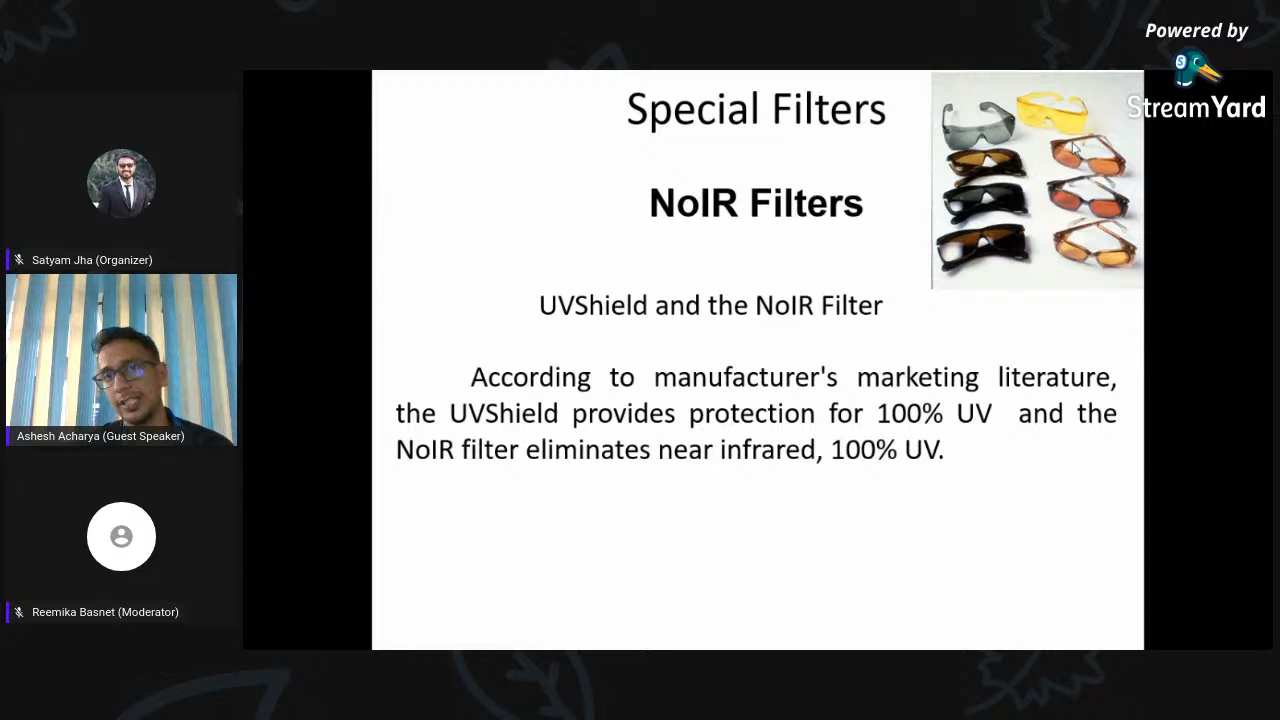 Powered by
StreamYard
Special Filters
NoIR Filters
UVShield and the NoIR Filter
According to manufacturer's marketing literature,
the UVShield provides protection for 100% UV and the
NoIR filter eliminates near infrared, 100% UV.
Satyam Jha (Organizer)
Ashesh Acharya (Guest Speaker)
Reemika Basnet (Moderator)